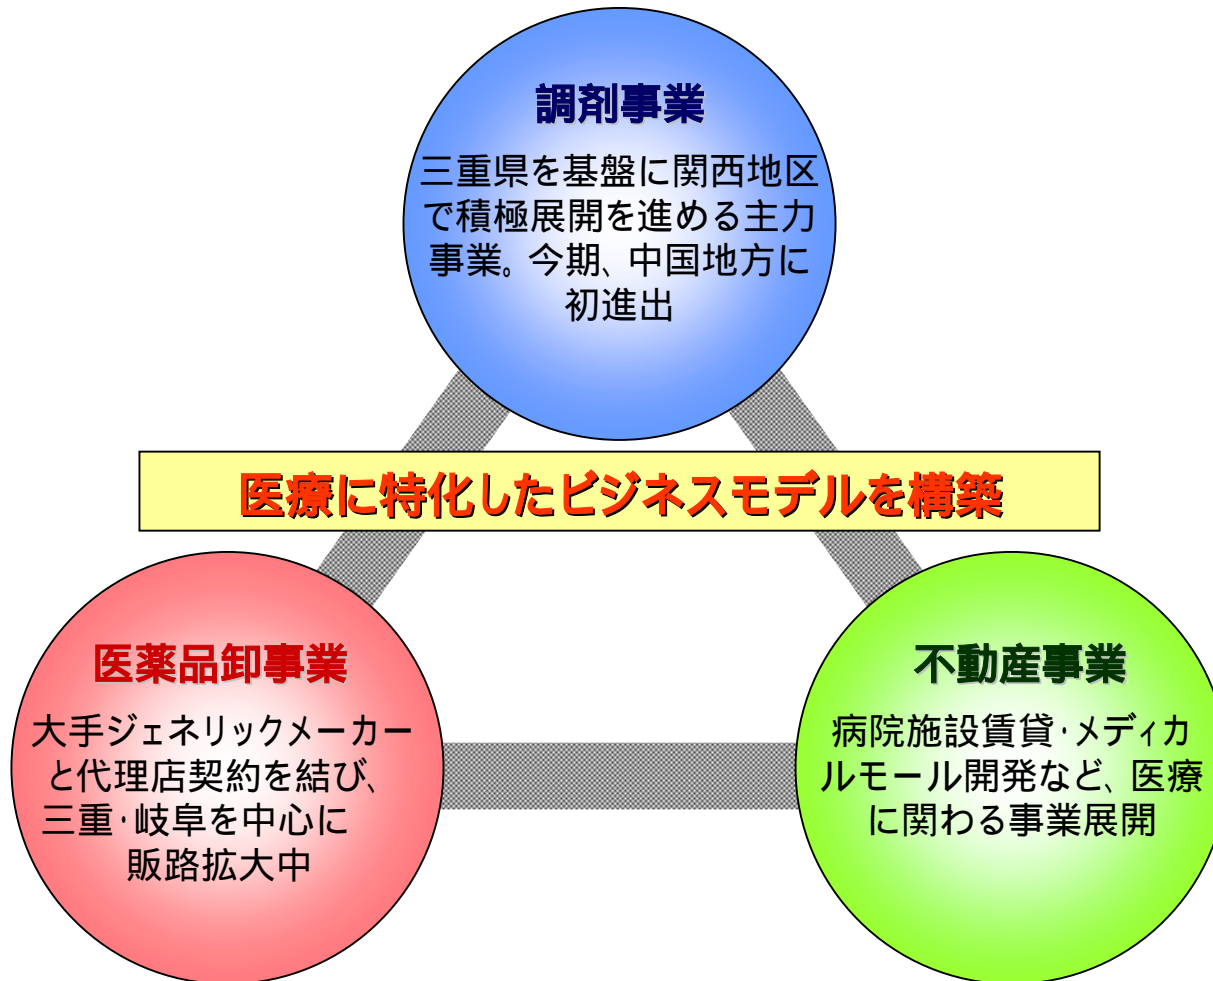 調剤事業
三重県を基盤に関西地区
で積極展開を進める主力
事業。今期、中国地方に
初進出
医療に特化したビジネスモデルを構築
医薬品卸事業
大手ジェネリックメーカー
と代理店契約を結び、
三重・岐阜を中心に
販路拡大中
不動産事業
病院施設賃貸・メディカ
ルモール開発など、医療
に関わる事業展開